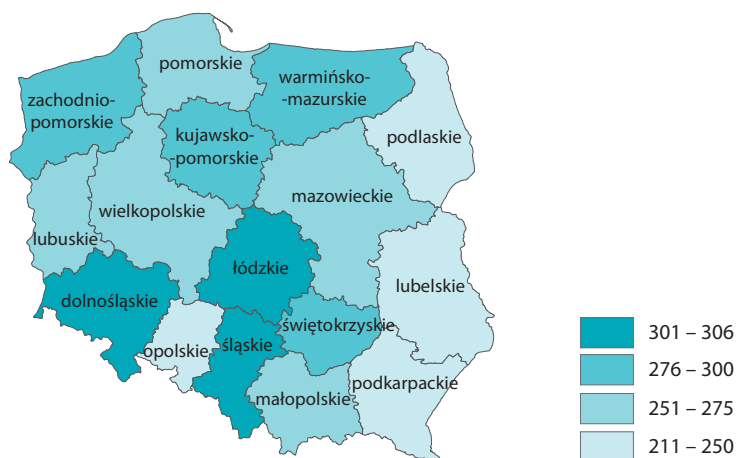 pomorskie
warmińsko-
-mazurskie
zachodnio-
pomorskie
podlaskie
kujawsko-
-pomorskie
mazowieckie
wielkopolskie
lubuskie
łódzkie
lubelskie
dolnośląskie
świętokrzyskie
opolskie
śląskie
podkarpackie
małopolskie
301 – 306
276 – 300
251 – 275
211 – 250